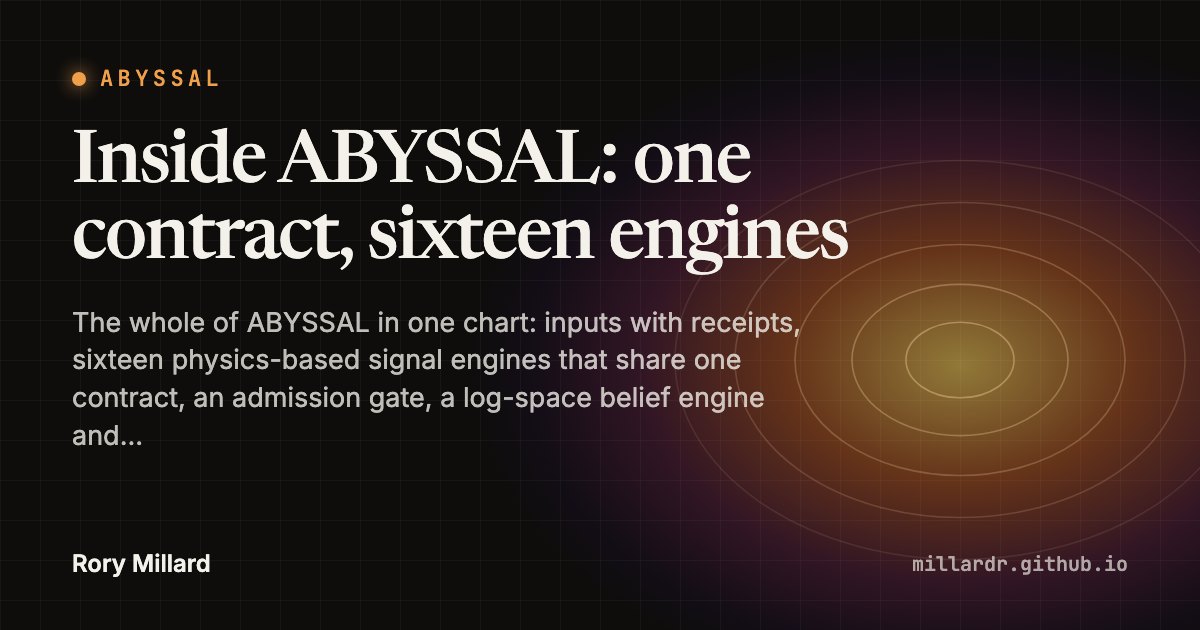 ABYSSAL
Inside ABYSSAL: one
contract, sixteen engines
The whole of ABYSSAL in one chart: inputs with receipts,
sixteen physics-based signal engines that share one
contract, an admission gate, a log-space belief engine
and...
Rory Millard
millardr.github.io